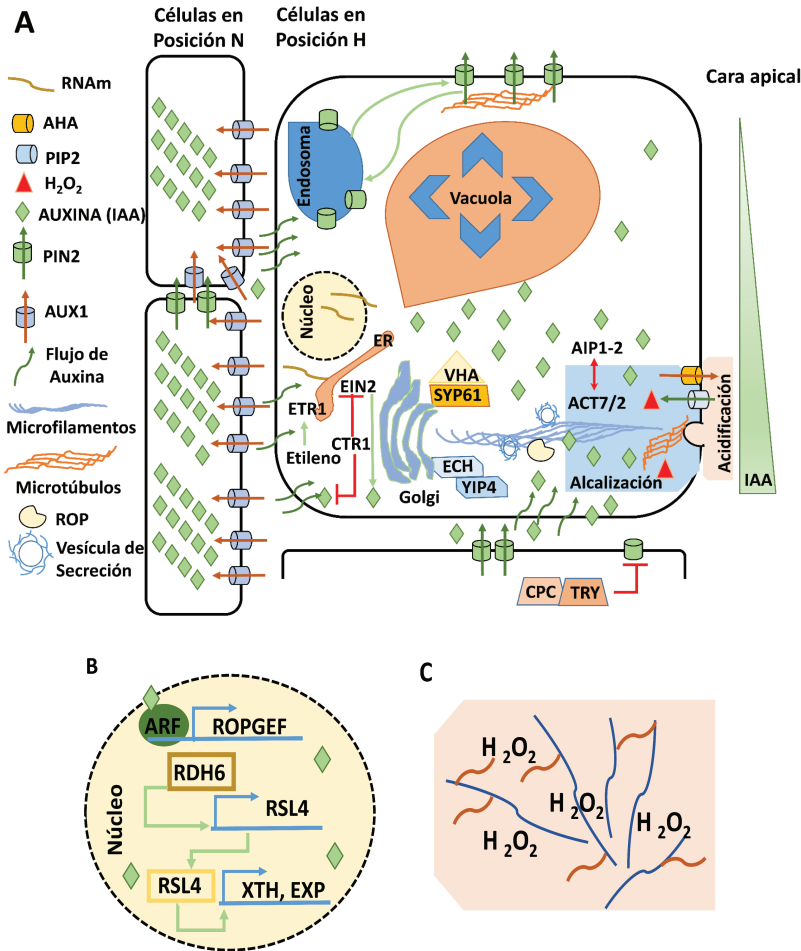 A
Células en
Posición N
Células en
Posición H
Cara apical
RNAm
AHA
PIP2
H2O2
AUXINA (IAA)
PIN2
AUX1
Flujo de
Auxina
Microfilamentos
Microtúbulos
ROP
Vesícula de
Secreción
Endosoma
Vacuola
Núcleo
ER
EIN2
ETR1
CTR1
Etileno
VHA
SYP61
ECH
YIP4
Golgi
AIP1-2
ACT7/2
Alcalización
Acidificación
IAA
CPC
TRY
B
Núcleo
ARF
ROPGEF
RDH6
RSL4
RSL4
XTH, EXP
C
H2O2
H2O2
H2O2
H2O2